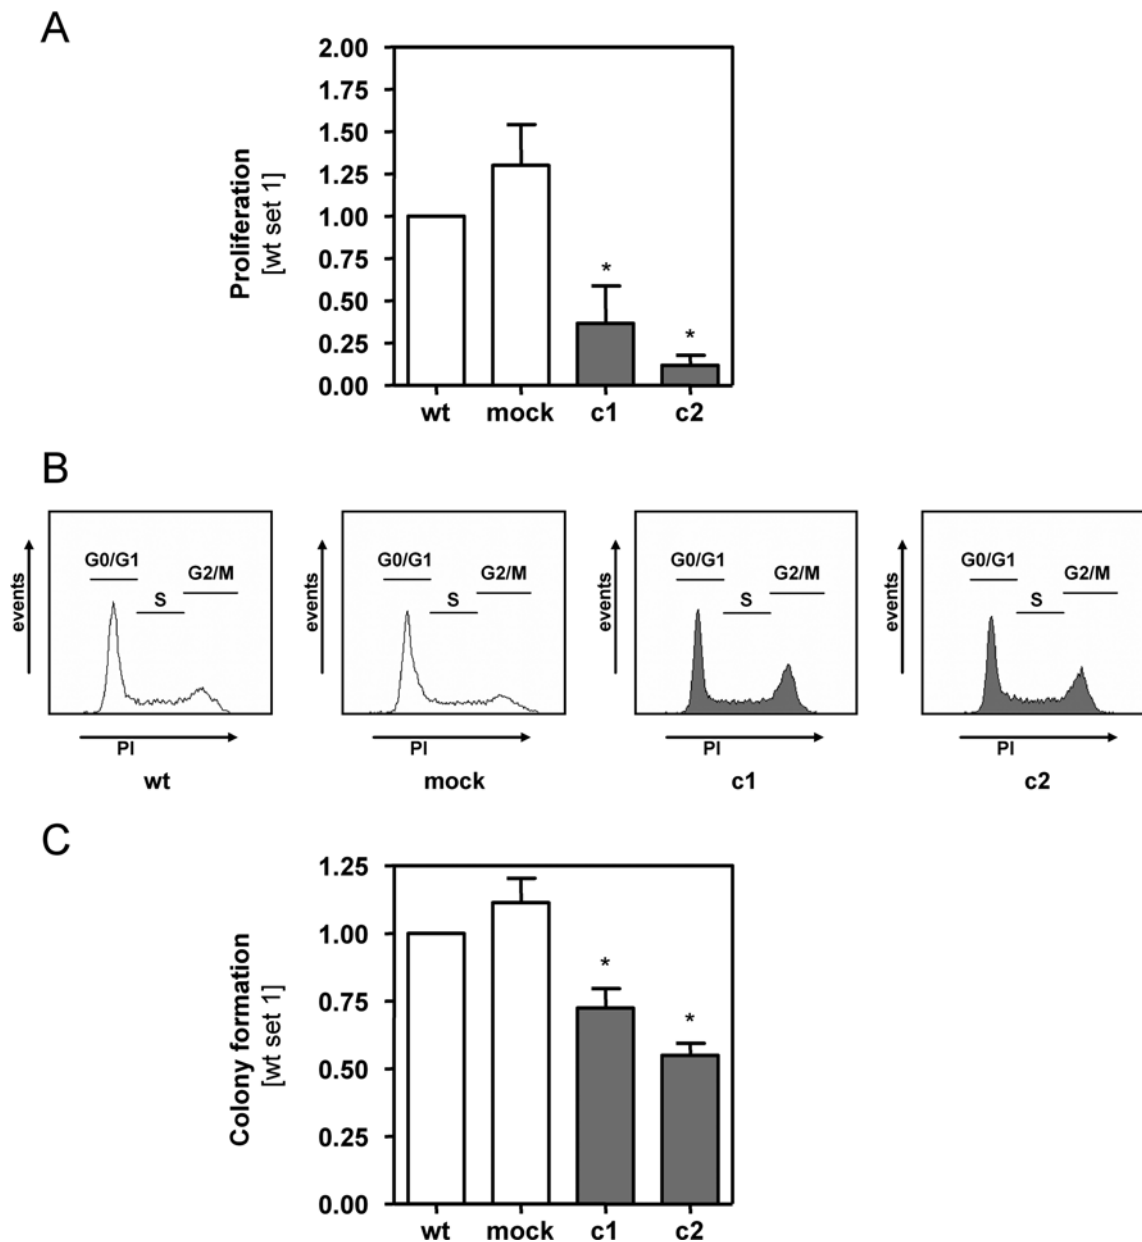 A
2.00
1.75
1.50
1.25
1.00
0.75
0.50
0.25
0.00
Proliferation
[wt set 1]
*
*
wt mock c1 c2
B
events
G0/G1
S
G2/M
PI
wt
events
G0/G1
S
G2/M
PI
mock
events
G0/G1
S
G2/M
PI
c1
events
G0/G1
S
G2/M
PI
c2
C
1.25
1.00
0.75
0.50
0.25
0.00
Colony formation
[wt set 1]
*
*
wt mock c1 c2